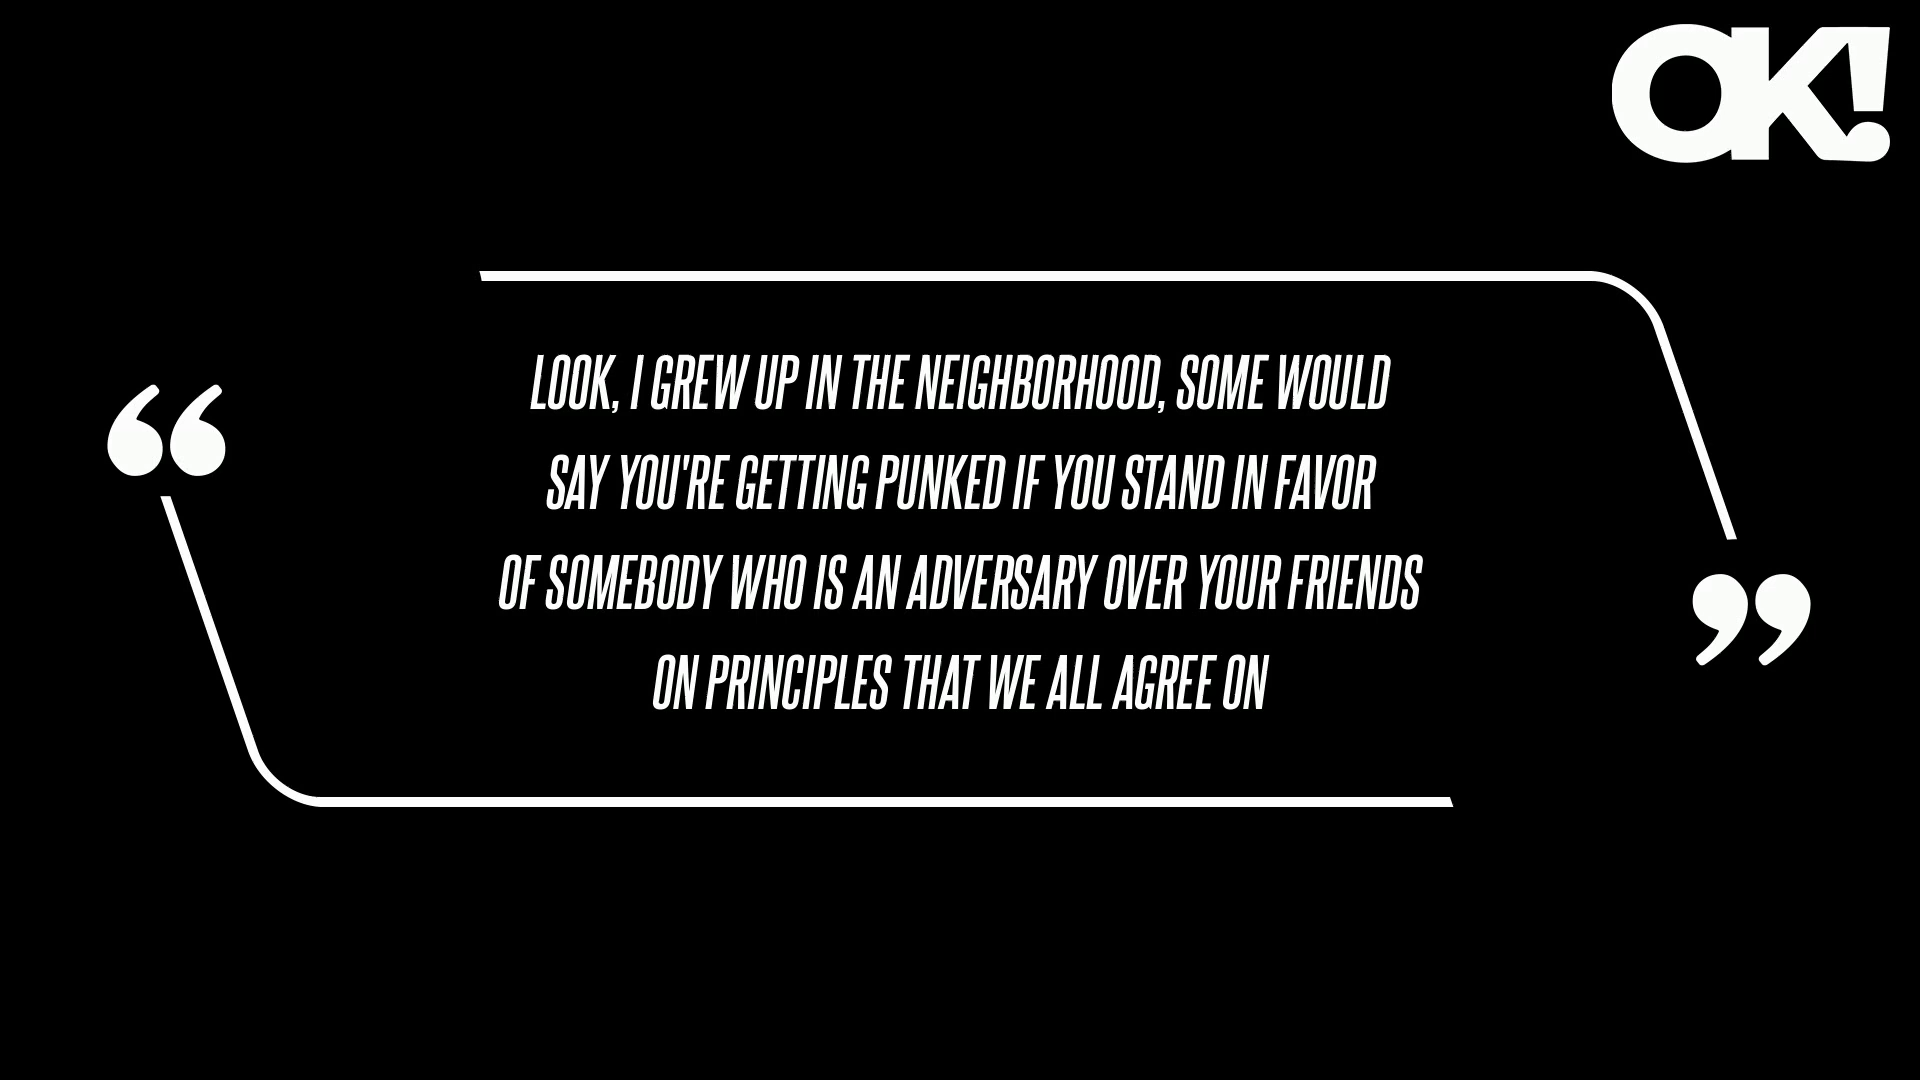 OK!
LOOK, I GREW UP IN THE NEIGHBORHOOD, SOME WOULD
SAY YOU'RE GETTING PUNKED IF YOU STAND IN FAVOR
OF SOMEBODY WHO IS AN ADVERSARY OVER YOUR FRIENDS
ON PRINCIPLES THAT WE ALL AGREE ON